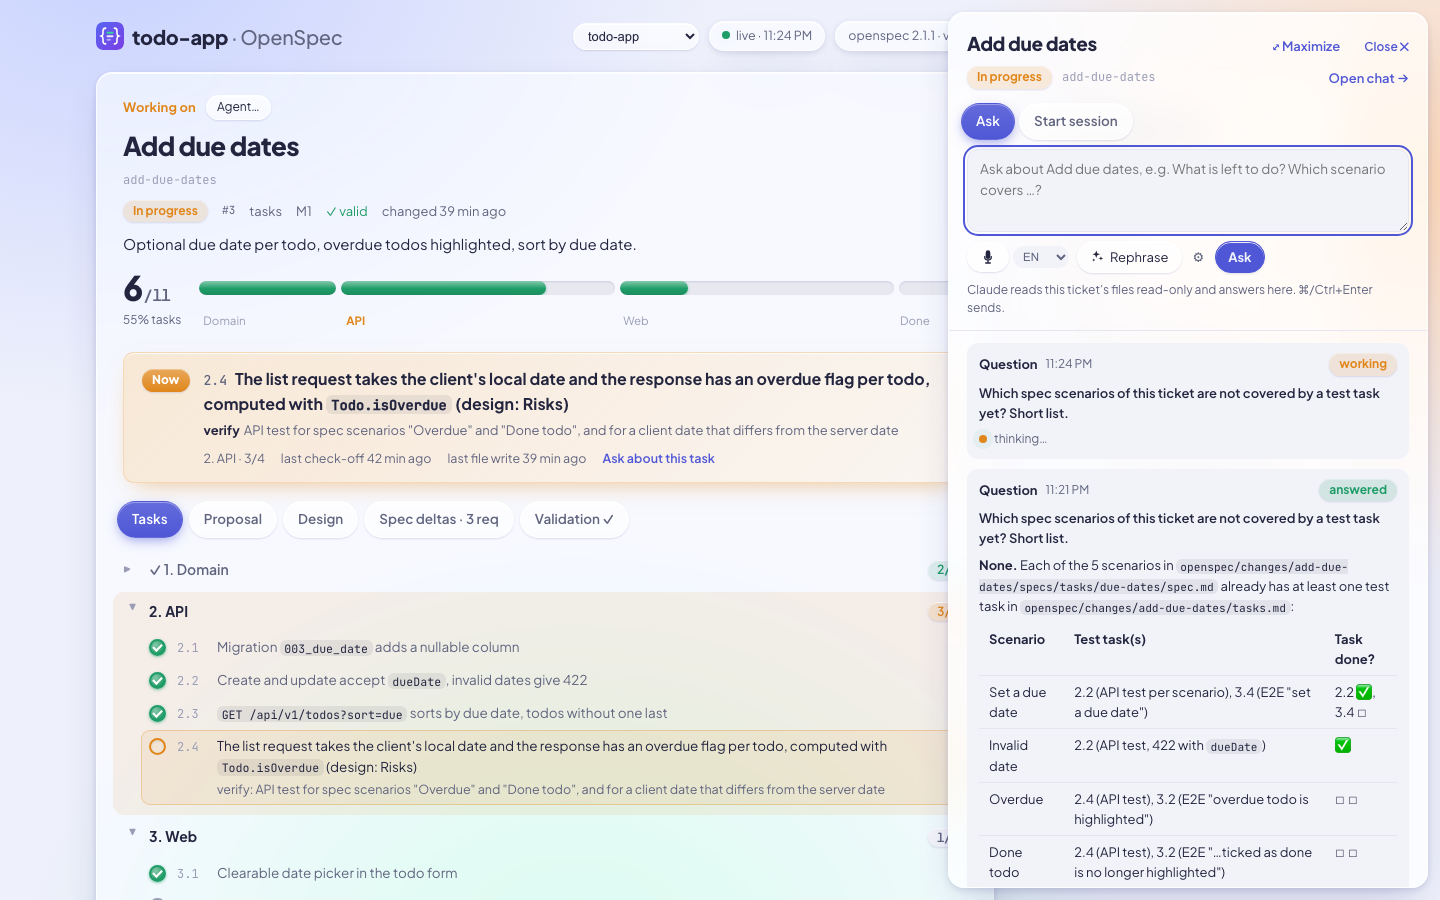 todo-app · OpenSpec
todo-app
live · 11:24 PM
openspec 2.1.1 · v
Working on
Agent…
Add due dates
add-due-dates
In progress
#3
tasks
M1
✓ valid
changed 39 min ago
Optional due date per todo, overdue todos highlighted, sort by due date.
6/11
55% tasks
Domain
API
Web
Done
Now
2.4 The list request takes the client's local date and the response has an overdue flag per todo,
computed with Todo.isOverdue (design: Risks)
verify API test for spec scenarios "Overdue" and "Done todo", and for a client date that differs from the server date
2. API · 3/4
last check-off 42 min ago
last file write 39 min ago
Ask about this task
Tasks
Proposal
Design
Spec deltas · 3 req
Validation ✓
✓ 1. Domain
2/
2. API
3/
2.1 Migration 003_due_date adds a nullable column
2.2 Create and update accept dueDate, invalid dates give 422
2.3 GET /api/v1/todos?sort=due sorts by due date, todos without one last
2.4 The list request takes the client's local date and the response has an overdue flag per todo, computed with
Todo.isOverdue (design: Risks)
verify: API test for spec scenarios "Overdue" and "Done todo", and for a client date that differs from the server date
3. Web
1/
3.1 Clearable date picker in the todo form
Add due dates
Maximize
Close ✕
In progress
add-due-dates
Open chat →
Ask
Start session
Ask about Add due dates, e.g. What is left to do? Which scenario
covers …?
EN
Rephrase
Ask
Claude reads this ticket's files read-only and answers here. ⌘/Ctrl+Enter
sends.
Question 11:24 PM
working
Which spec scenarios of this ticket are not covered by a test task
yet? Short list.
thinking…
Question 11:21 PM
answered
Which spec scenarios of this ticket are not covered by a test task
yet? Short list.
None. Each of the 5 scenarios in openspec/changes/add-due-
dates/specs/tasks/due-dates/spec.md already has at least one test
task in openspec/changes/add-due-dates/tasks.md:
Scenario
Test task(s)
Task
done?
Set a due
date
2.2 (API test per scenario), 3.4 (E2E "set
a due date")
2.2 ✅,
3.4 ☐
Invalid
date
2.2 (API test, 422 with dueDate)
✅
Overdue
2.4 (API test), 3.2 (E2E "overdue todo is
highlighted")
☐ ☐
Done
todo
2.4 (API test), 3.2 (E2E "…ticked as done
is no longer highlighted")
☐ ☐